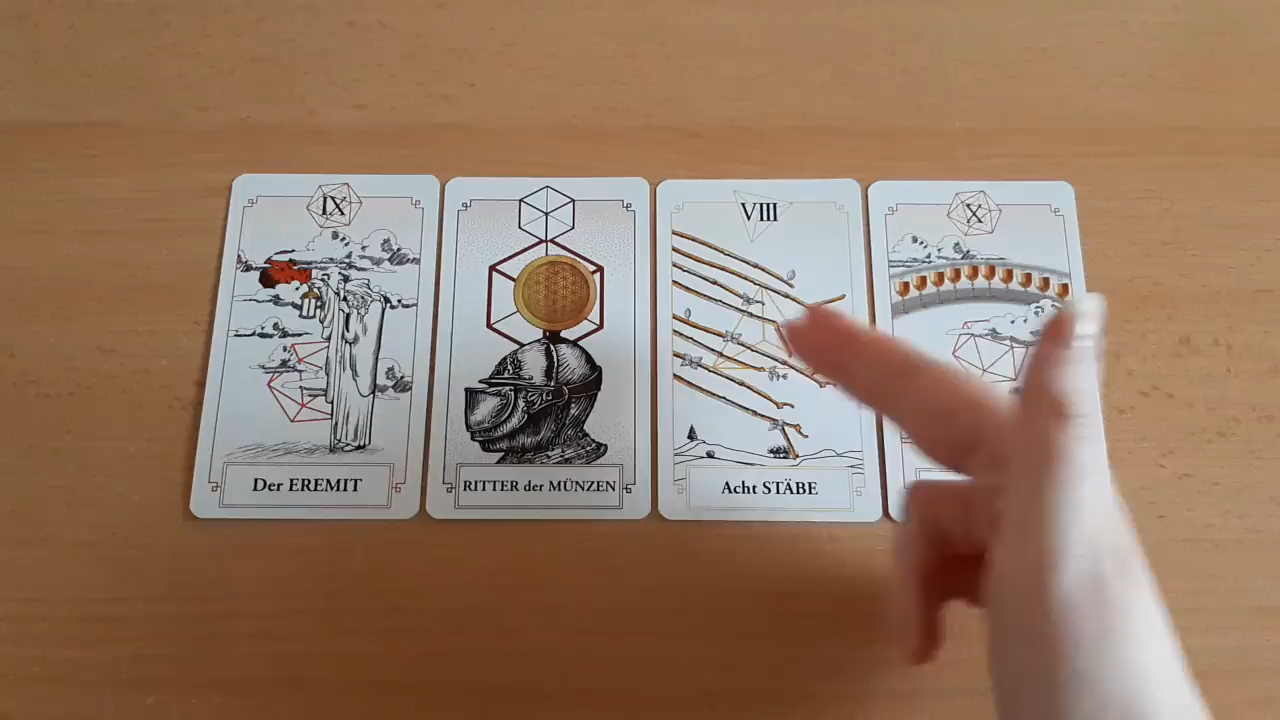 IX
Der EREMIT
RITTER der MÜNZEN
VIII
Acht STÄBE
X